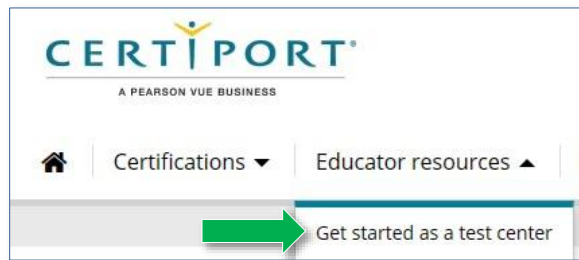 CERTIPORT®
A PEARSON VUE BUSINESS
Certifications
Educator resources
Get started as a test center